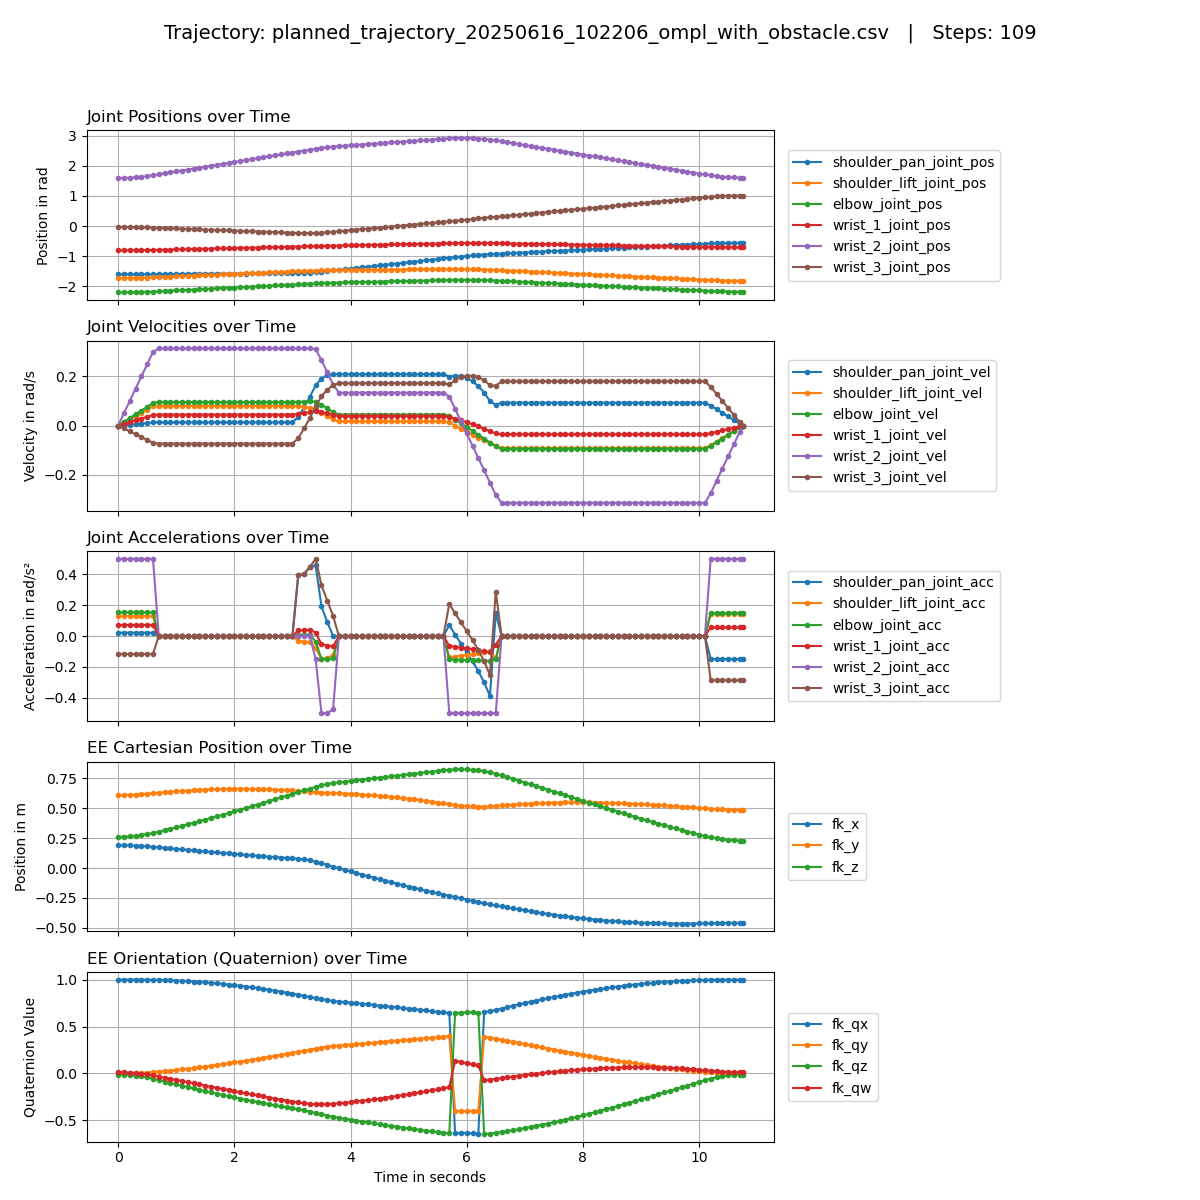 Trajectory: planned_trajectory_20250616_102206_ompl_with_obstacle.csv | Steps: 109
Joint Positions over Time
Position in rad
3
2
1
0
−1
−2
shoulder_pan_joint_pos
shoulder_lift_joint_pos
elbow_joint_pos
wrist_1_joint_pos
wrist_2_joint_pos
wrist_3_joint_pos
Joint Velocities over Time
Velocity in rad/s
0.2
0.0
−0.2
shoulder_pan_joint_vel
shoulder_lift_joint_vel
elbow_joint_vel
wrist_1_joint_vel
wrist_2_joint_vel
wrist_3_joint_vel
Joint Accelerations over Time
Acceleration in rad/s²
0.4
0.2
0.0
−0.2
−0.4
shoulder_pan_joint_acc
shoulder_lift_joint_acc
elbow_joint_acc
wrist_1_joint_acc
wrist_2_joint_acc
wrist_3_joint_acc
EE Cartesian Position over Time
Position in m
0.75
0.50
0.25
0.00
−0.25
−0.50
fk_x
fk_y
fk_z
EE Orientation (Quaternion) over Time
Quaternion Value
1.0
0.5
0.0
−0.5
fk_qx
fk_qy
fk_qz
fk_qw
0 2 4 6 8 10
Time in seconds